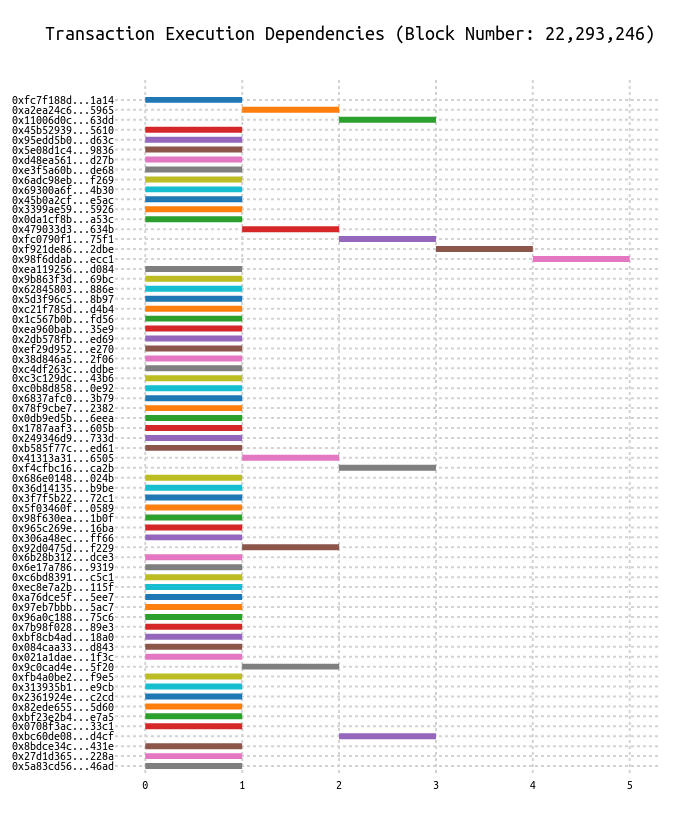 Transaction Execution Dependencies (Block Number: 22,293,246)
0xfc7f188d...1a14
0xa2ea24c6...5965
0x11006d0c...63dd
0x45b52939...5610
0x95edd5b0...d63c
0x5e08d1c4...9836
0xd48ea561...d27b
0xe3f5a60b...de68
0x6adc98eb...f269
0x69300a6f...4b30
0x45b0a2cf...e5ac
0x3399ae59...5926
0x0da1cf8b...a53c
0x479033d3...634b
0xfc0790f1...75f1
0xf921de86...2dbe
0x98f6ddab...ecc1
0xea119256...d084
0x9b863f3d...69bc
0x62845803...886e
0x5d3f96c5...8b97
0xc21f785d...d4b4
0x1c567b0b...fd56
0xea960bab...35e9
0x2db578fb...ed69
0xef29d952...e270
0x38d846a5...2f06
0xc4df263c...ddbe
0xc3c129dc...43b6
0xc0b8d858...0e92
0x6837afc0...3b79
0x78f9cbe7...2382
0x0db9ed5b...6eea
0x1787aaf3...605b
0x249346d9...733d
0xb585f77c...ed61
0x41313a31...6505
0xf4cfbc16...ca2b
0x686e0148...024b
0x36d14135...b9be
0x3f7f5b22...72c1
0x5f03460f...0589
0x98f630ea...1b0f
0x965c269e...16ba
0x306a48ec...ff66
0x92d0475d...f229
0x6b28b312...dce3
0x6e17a786...9319
0xc6bd8391...c5c1
0xec8e7a2b...115f
0xa76dce5f...5ee7
0x97eb7bbb...5ac7
0x96a0c188...75c6
0x7b98f028...89e3
0xbf8cb4ad...18a0
0x084caa33...d843
0x021a1dae...1f3c
0x9c0cad4e...5f20
0xfb4a0be2...f9e5
0x313935b1...e9cb
0x2361924e...c2cd
0x82ede655...5d60
0xbf23e2b4...e7a5
0x0708f3ac...33c1
0xbc60de08...d4cf
0x8bdce34c...431e
0x27d1d365...228a
0x5a83cd56...46ad
0 1 2 3 4 5